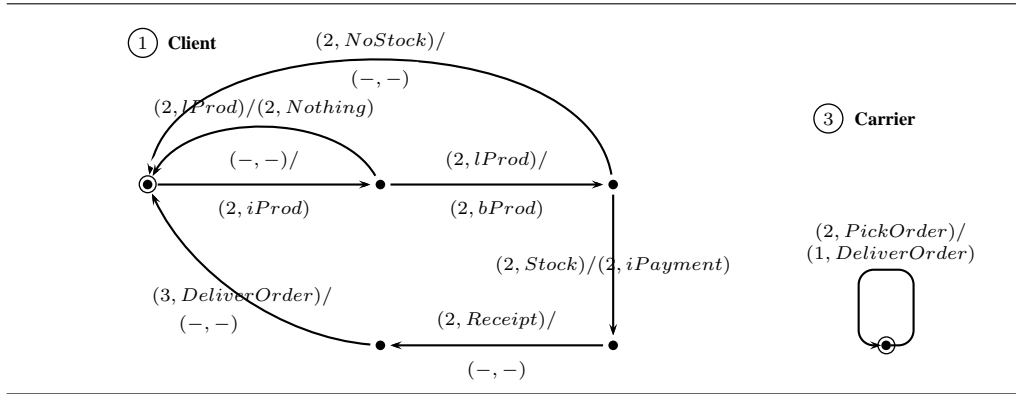 1 Client
(2, NoStock)/
(−, −)
(2, lProd)/(2, Nothing)
3 Carrier
(−, −)/
(2, lProd)/
(2, iProd)
(2, bProd)
(2, PickOrder)/
(1, DeliverOrder)
(2, Stock)/(2, iPayment)
(3, DeliverOrder)/
(−, −)
(2, Receipt)/
(−, −)